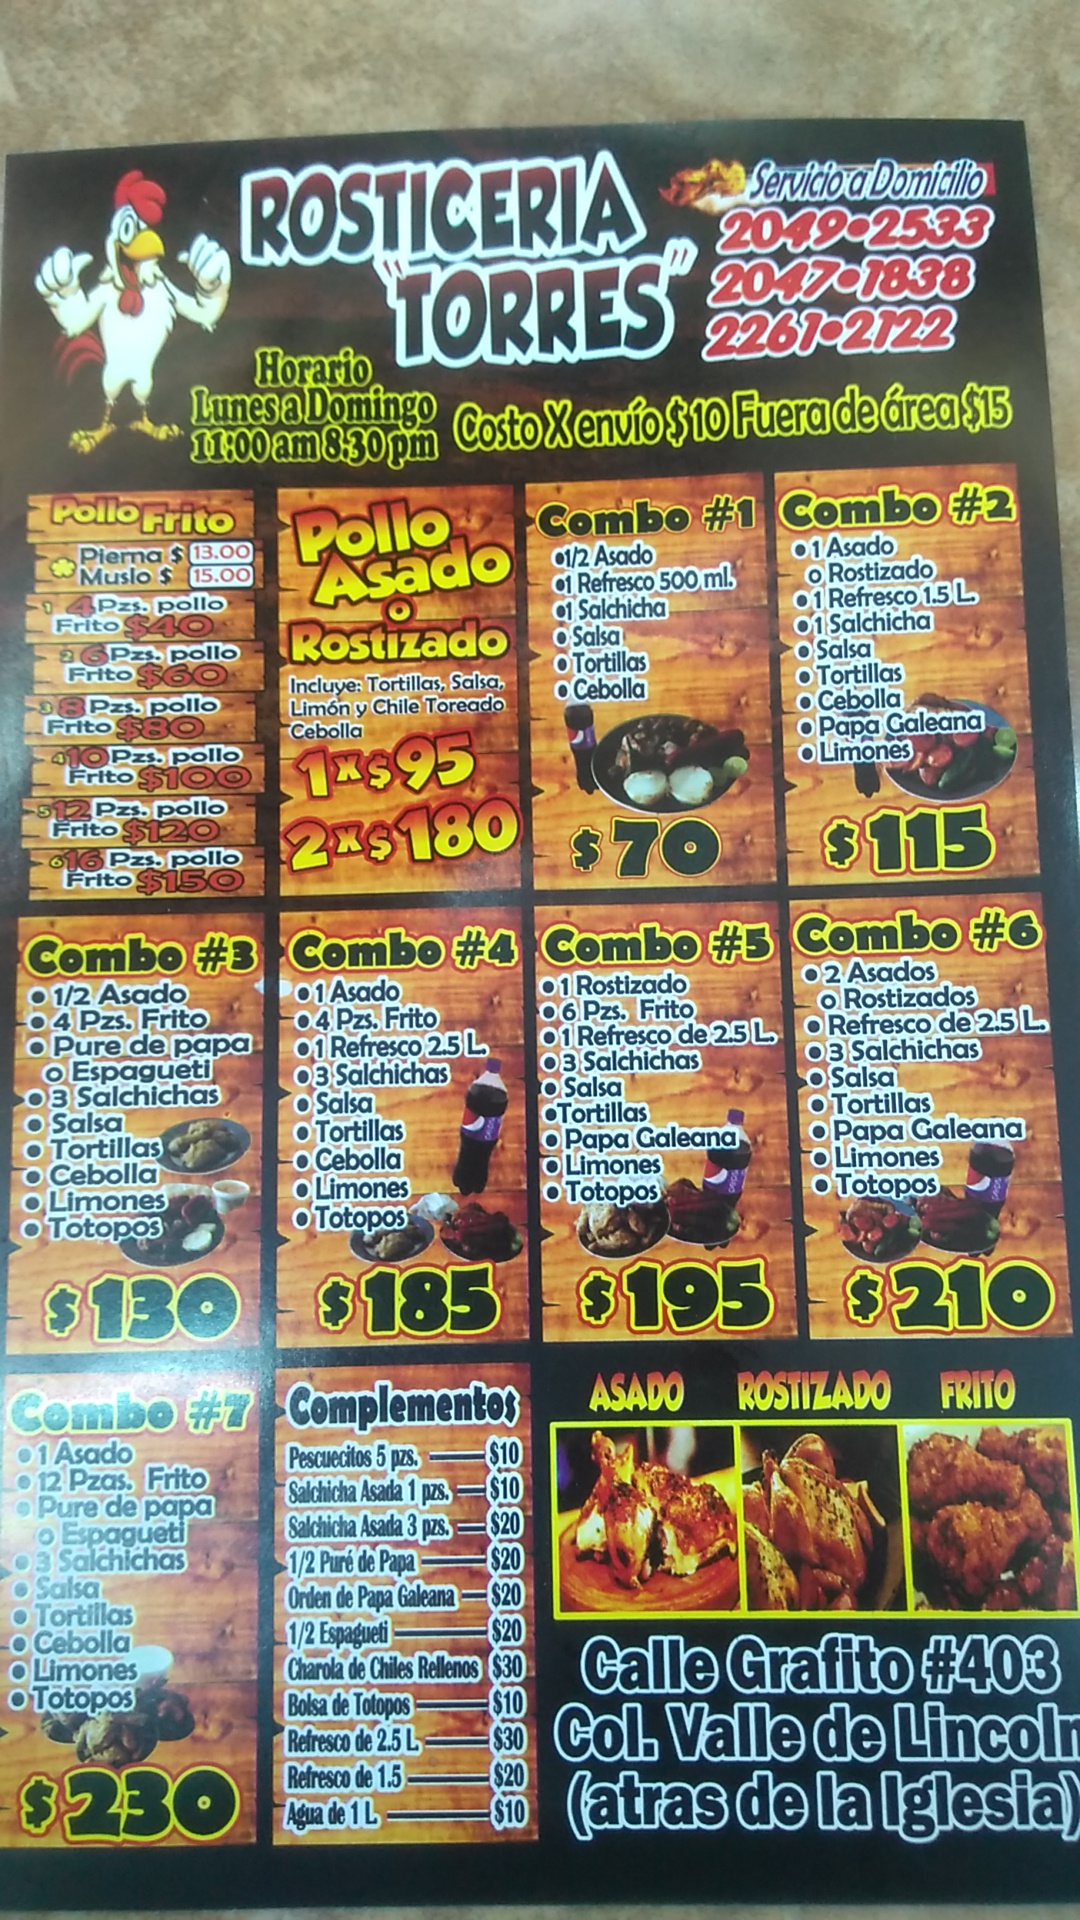 ROSTICERIA
"TORRES"
Servicio a Domicilio
2049•2533
2047•1838
2261•2122
Horario
Lunes a Domingo
11:00 am 8:30 pm
Costo X envío $10 Fuera de área $15
Pollo Frito
Pierna $ 13.00
Muslo $ 15.00
1 4 Pzs. pollo
Frito $40
2 6 Pzs. pollo
Frito $60
3 8 Pzs. pollo
Frito $80
4 10 Pzs. pollo
Frito $100
5 12 Pzs. pollo
Frito $120
6 16 Pzs. pollo
Frito $150
Pollo
Asado
o
Rostizado
Incluye: Tortillas, Salsa,
Limón y Chile Toreado
Cebolla
1x$95
2x$180
Combo #1
•1/2 Asado
•1 Refresco 500 ml.
•1 Salchicha
• Salsa
• Tortillas
• Cebolla
$70
Combo #2
• 1 Asado
o Rostizado
•1 Refresco 1.5 L.
•1 Salchicha
• Salsa
• Tortillas
• Cebolla
• Papa Galeana
• Limones
$115
Combo #3
• 1/2 Asado
• 4 Pzs. Frito
• Pure de papa
o Espagueti
• 3 Salchichas
• Salsa
• Tortillas
• Cebolla
• Limones
• Totopos
$130
Combo #4
• 1 Asado
• 4 Pzs. Frito
•1 Refresco 2.5 L.
•3 Salchichas
• Salsa
• Tortillas
• Cebolla
• Limones
• Totopos
$185
Combo #5
• 1 Rostizado
• 6 Pzs. Frito
•1 Refresco de 2.5 L.
•3 Salchichas
• Salsa
•Tortillas
• Papa Galeana
• Limones
• Totopos
$195
Combo #6
• 2 Asados
o Rostizados
• Refresco de 2.5 L.
• 3 Salchichas
• Salsa
• Tortillas
• Papa Galeana
• Limones
• Totopos
$210
Combo #7
• 1 Asado
• 12 Pzas. Frito
• Pure de papa
o Espagueti
• 3 Salchichas
• Salsa
• Tortillas
• Cebolla
• Limones
• Totopos
$230
Complementos
Pescuecitos 5 pzs. $10
Salchicha Asada 1 pzs. $10
Salchicha Asada 3 pzs. $20
1/2 Puré de Papa $20
Orden de Papa Galeana $20
1/2 Espagueti $20
Charola de Chiles Rellenos $30
Bolsa de Totopos $10
Refresco de 2.5 L $30
Refresco de 1.5 $20
Agua de 1 L $10
ASADO ROSTIZADO FRITO
Calle Grafito #403
Col. Valle de Lincoln
(atras de la Iglesia)